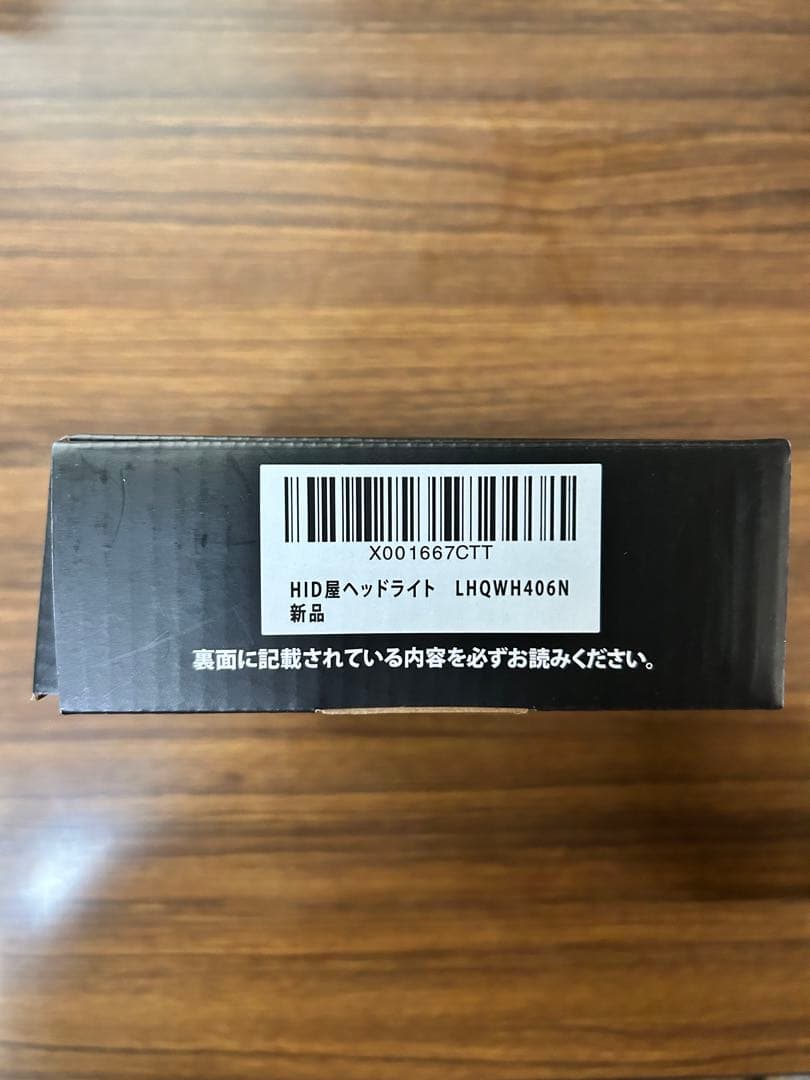 X001667CTT
HID屋ヘッドライト LHQWH406N
新品
裏面に記載されている内容を必ずお読みください。